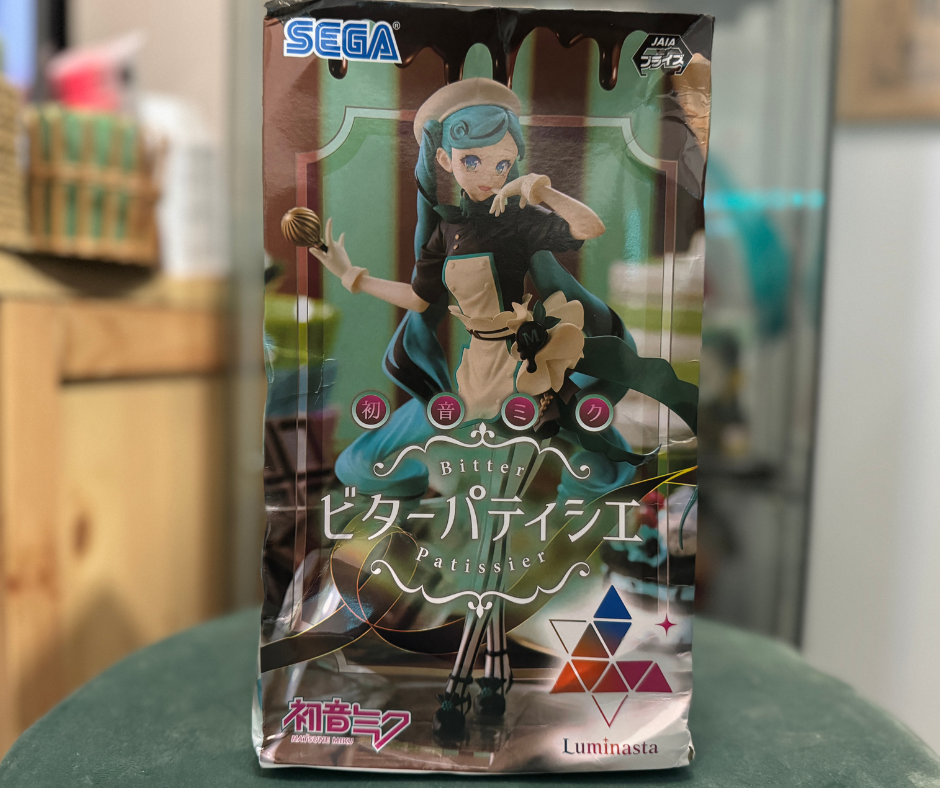 SEGA®
JAIA
プライズ
M
初音ミク
Bitter
ビターパティシエ
Patissier
初音ミク
HATSUNE MIKU
Luminasta